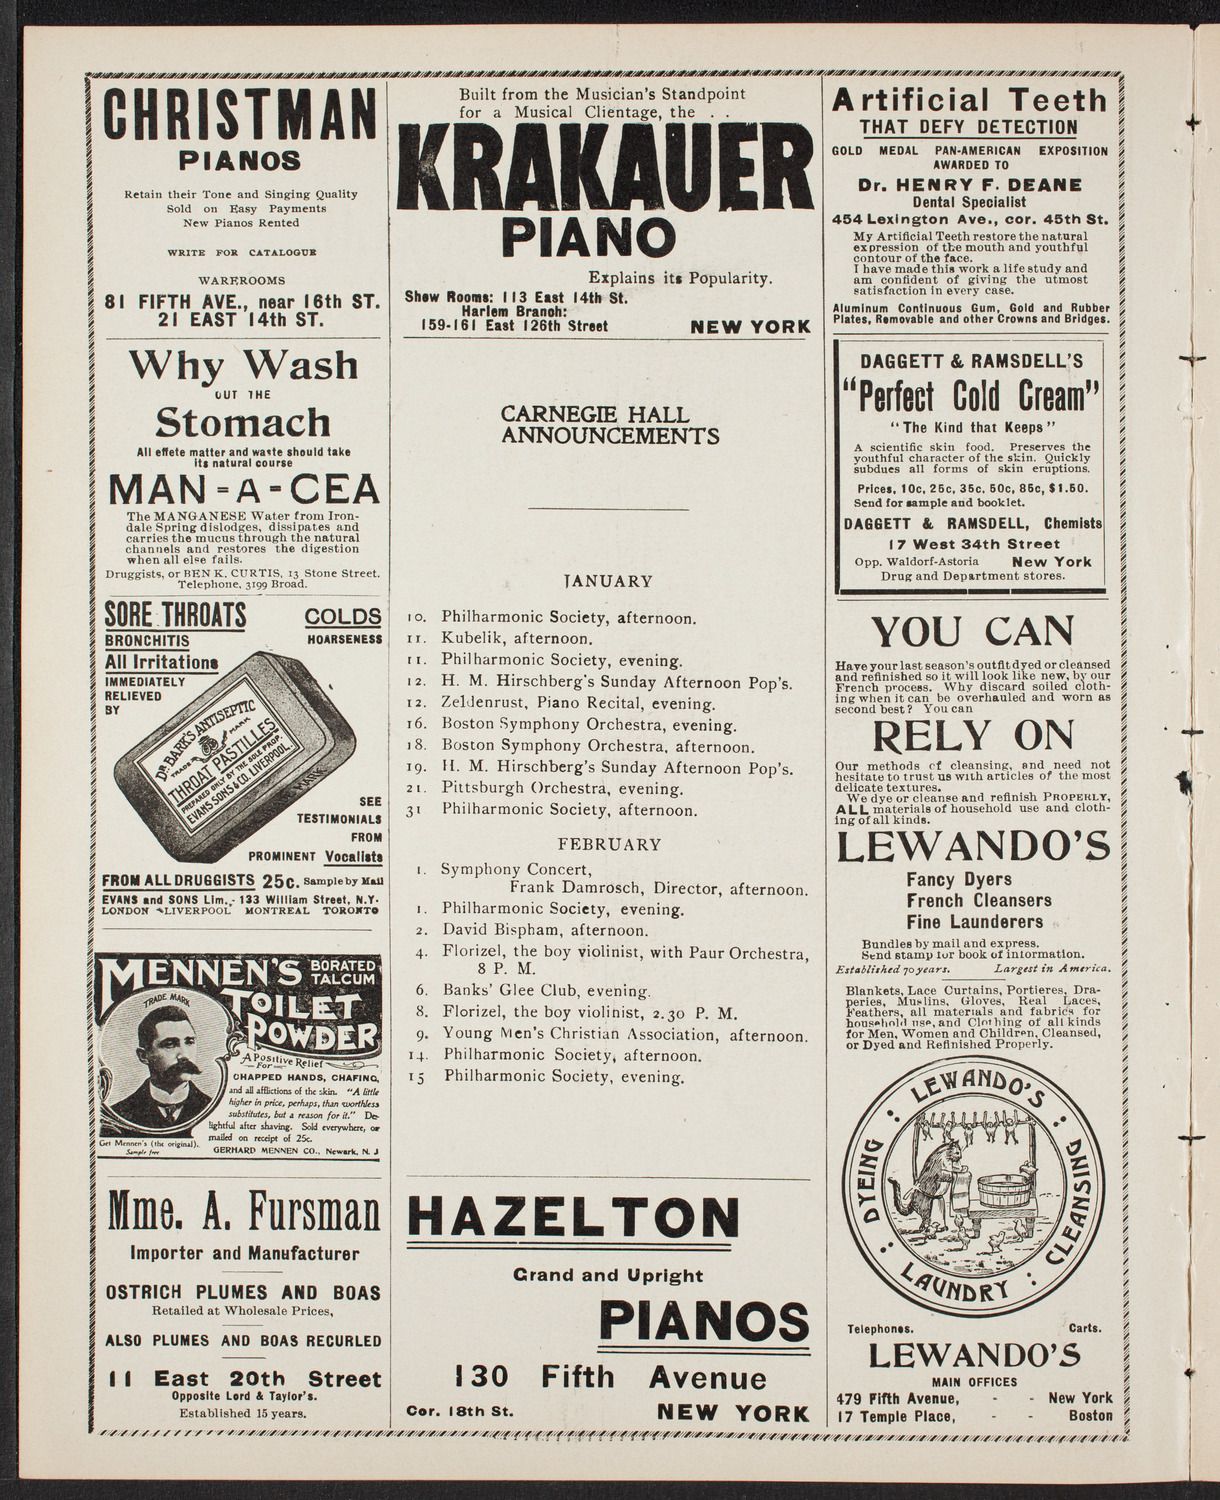 CHRISTMAN
PIANOS
Retain their Tone and Singing Quality
Sold on Easy Payments
New Pianos Rented
WRITE FOR CATALOGUE
WAREROOMS
81 FIFTH AVE., near 16th ST.
21 EAST 14th ST.
Why Wash
OUT THE
Stomach
All effete matter and waste should take
its natural course
MAN-A-CEA
The MANGANESE Water from Iron-
dale Spring dislodges, dissipates and
carries the mucus through the natural
channels and restores the digestion
when all else fails.
Druggists, or BEN K. CURTIS, 13 Stone Street.
Telephone, 3199 Broad.
SORE THROATS
COLDS
BRONCHITIS
HOARSENESS
All Irritations
IMMEDIATELY
RELIEVED
BY
DR BARK'S ANTISEPTIC
TRADE MARK
THROAT PASTILLES
PREPARED ONLY BY THE SOLE PROP.
EVANS SONS & CO. LIVERPOOL.
MARK
SEE
TESTIMONIALS
FROM
PROMINENT Vocalists
FROM ALL DRUGGISTS 25c. Sample by Mail
EVANS and SONS Lim., 133 William Street, N.Y.
LONDON LIVERPOOL MONTREAL TORONTO
MENNEN'S BORATED TALCUM
TOILET
POWDER
TRADE MARK
A Positive Relief
For
CHAPPED HANDS, CHAFING,
and all afflictions of the skin. "A little
higher in price, perhaps, than worthless
substitutes, but a reason for it." De-
lightful after shaving. Sold everywhere, or
mailed on receipt of 25c.
GERHARD MENNEN CO., Newark, N. J
Get Mennen's (the original).
Sample free
Mme. A. Fursman
Importer and Manufacturer
OSTRICH PLUMES AND BOAS
Retailed at Wholesale Prices,
ALSO PLUMES AND BOAS RECURLED
11 East 20th Street
Opposite Lord & Taylor's.
Established 15 years.
Built from the Musician's Standpoint
for a Musical Clientage, the . .
KRAKAUER
PIANO
Explains its Popularity.
Show Rooms: 113 East 14th St.
Harlem Branch:
159-161 East 126th Street NEW YORK
CARNEGIE HALL
ANNOUNCEMENTS
JANUARY
10. Philharmonic Society, afternoon.
11. Kubelik, afternoon.
11. Philharmonic Society, evening.
12. H. M. Hirschberg's Sunday Afternoon Pop's.
12. Zeldenrust, Piano Recital, evening.
16. Boston Symphony Orchestra, evening.
18. Boston Symphony Orchestra, afternoon.
19. H. M. Hirschberg's Sunday Afternoon Pop's.
21. Pittsburgh Orchestra, evening.
31 Philharmonic Society, afternoon.
FEBRUARY
1. Symphony Concert,
Frank Damrosch, Director, afternoon.
1. Philharmonic Society, evening.
2. David Bispham, afternoon.
4. Florizel, the boy violinist, with Paur Orchestra,
8 P. M.
6. Banks' Glee Club, evening.
8. Florizel, the boy violinist, 2.30 P. M.
9. Young Men's Christian Association, afternoon.
14. Philharmonic Society, afternoon.
15 Philharmonic Society, evening.
HAZELTON
Grand and Upright
PIANOS
130 Fifth Avenue
Cor. 18th St. NEW YORK
Artificial Teeth
THAT DEFY DETECTION
GOLD MEDAL PAN-AMERICAN EXPOSITION
AWARDED TO
Dr. HENRY F. DEANE
Dental Specialist
454 Lexington Ave., cor. 45th St.
My Artificial Teeth restore the natural
expression of the mouth and youthful
contour of the face.
I have made this work a life study and
am confident of giving the utmost
satisfaction in every case.
Aluminum Continuous Gum, Gold and Rubber
Plates, Removable and other Crowns and Bridges.
DAGGETT & RAMSDELL'S
"Perfect Cold Cream"
"The Kind that Keeps"
A scientific skin food. Preserves the
youthful character of the skin. Quickly
subdues all forms of skin eruptions.
Prices, 10c, 25c, 35c, 50c, 85c, $1.50.
Send for sample and booklet.
DAGGETT & RAMSDELL, Chemists
17 West 34th Street
Opp. Waldorf-Astoria New York
Drug and Department stores.
YOU CAN
Have your last season's outfit dyed or cleansed
and refinished so it will look like new, by our
French process. Why discard soiled cloth-
ing when it can be overhauled and worn as
second best? You can
RELY ON
Our methods of cleansing, and need not
hesitate to trust us with articles of the most
delicate textures.
We dye or cleanse and refinish PROPERLY,
ALL materials of household use and cloth-
ing of all kinds.
LEWANDO'S
Fancy Dyers
French Cleansers
Fine Launderers
Bundles by mail and express.
Send stamp for book of information.
Established 70 years. Largest in America.
Blankets, Lace Curtains, Portieres, Dra-
peries, Muslins, Gloves, Real Laces,
Feathers, all materials and fabrics for
household use, and Clothing of all kinds
for Men, Women and Children, Cleansed,
or Dyed and Refinished Properly.
LEWANDO'S
DYEING
CLEANSING
LAUNDRY
Telephones. Carts.
LEWANDO'S
MAIN OFFICES
479 Fifth Avenue, - - New York
17 Temple Place, - - Boston